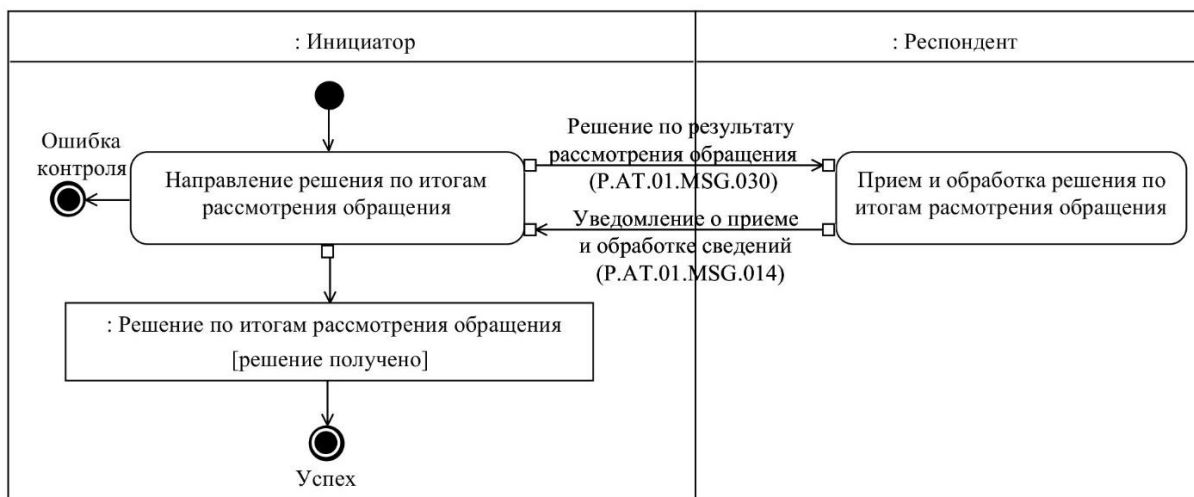 : Инициатор
: Респондент
Ошибка
контроля
Направление решения по итогам
рассмотрения обращения
Решение по результату
рассмотрения обращения
(P.AT.01.MSG.030)
Прием и обработка решения по
итогам расмотрения обращения
Уведомление о приеме
и обработке сведений
(P.AT.01.MSG.014)
: Решение по итогам рассмотрения обращения
[решение получено]
Успех